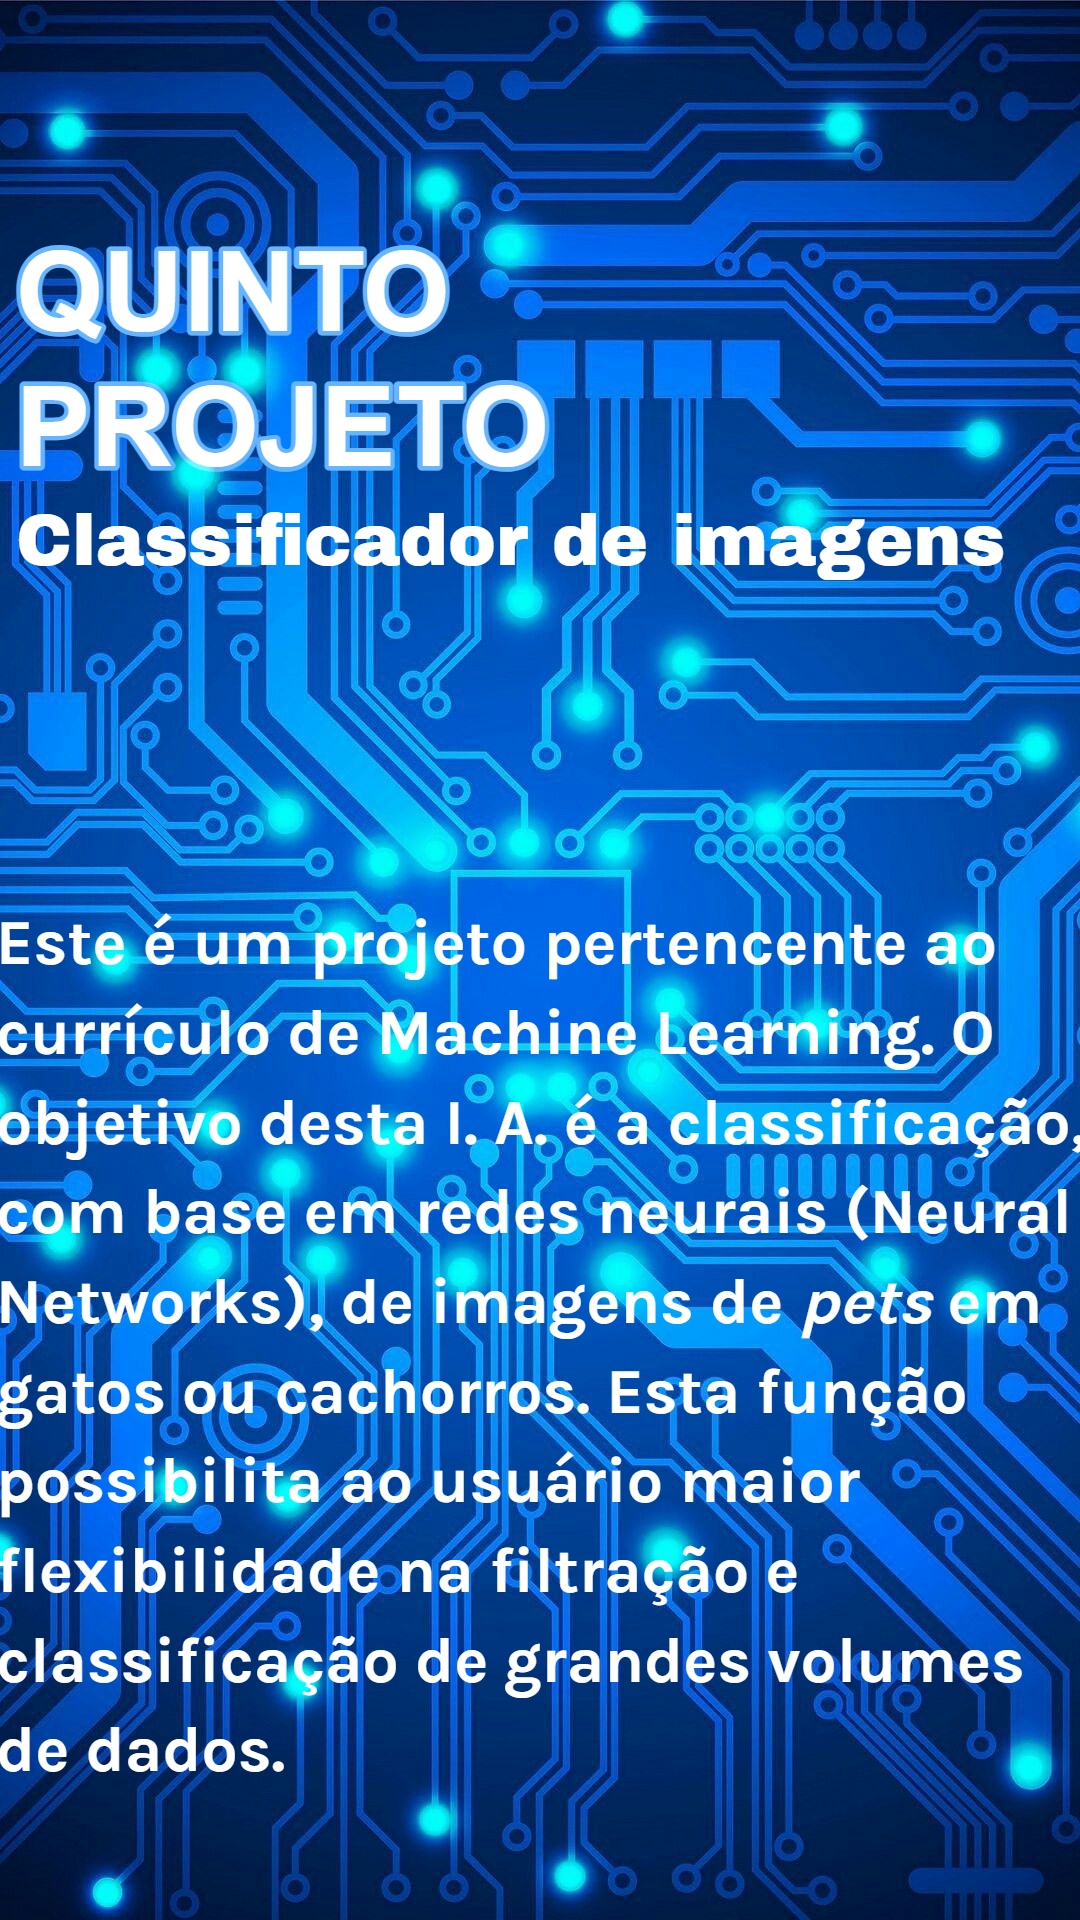 QUINTO
PROJETO
Classificador de imagens
Este é um projeto pertencente ao
currículo de Machine Learning. O
objetivo desta I. A. é a classificação,
com base em redes neurais (Neural
Networks), de imagens de pets em
gatos ou cachorros. Esta função
possibilita ao usuário maior
flexibilidade na filtração e
classificação de grandes volumes
de dados.